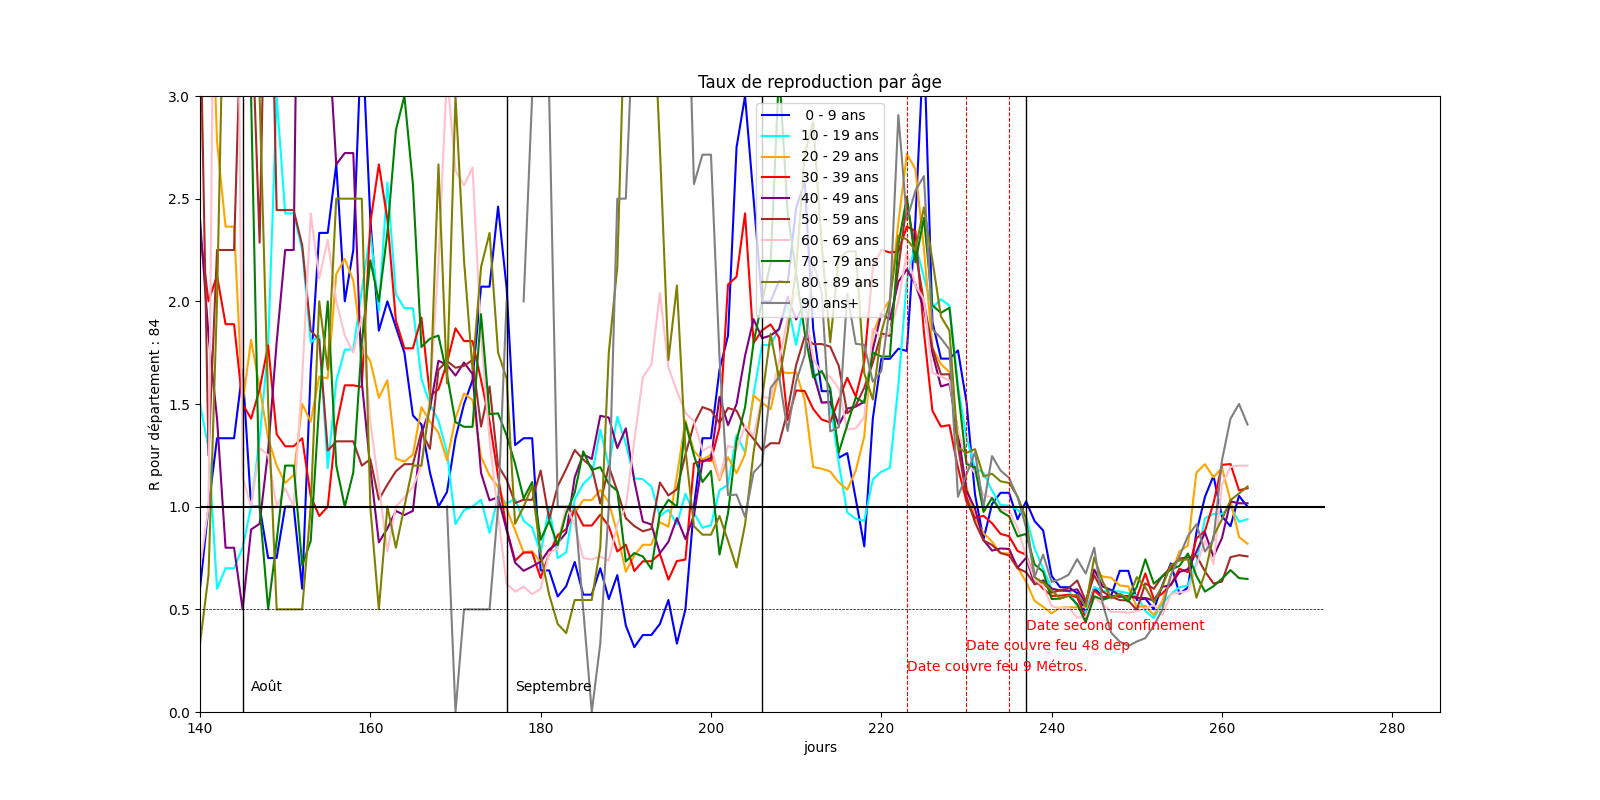 Taux de reproduction par âge
R pour département : 84
3.0
2.5
2.0
1.5
1.0
0.5
0.0
0 - 9 ans
10 - 19 ans
20 - 29 ans
30 - 39 ans
40 - 49 ans
50 - 59 ans
60 - 69 ans
70 - 79 ans
80 - 89 ans
90 ans+
Date second confinement
Date couvre feu 48 dep
Date couvre feu 9 Métros.
Août
Septembre
140
160
180
200
220
240
260
280
jours